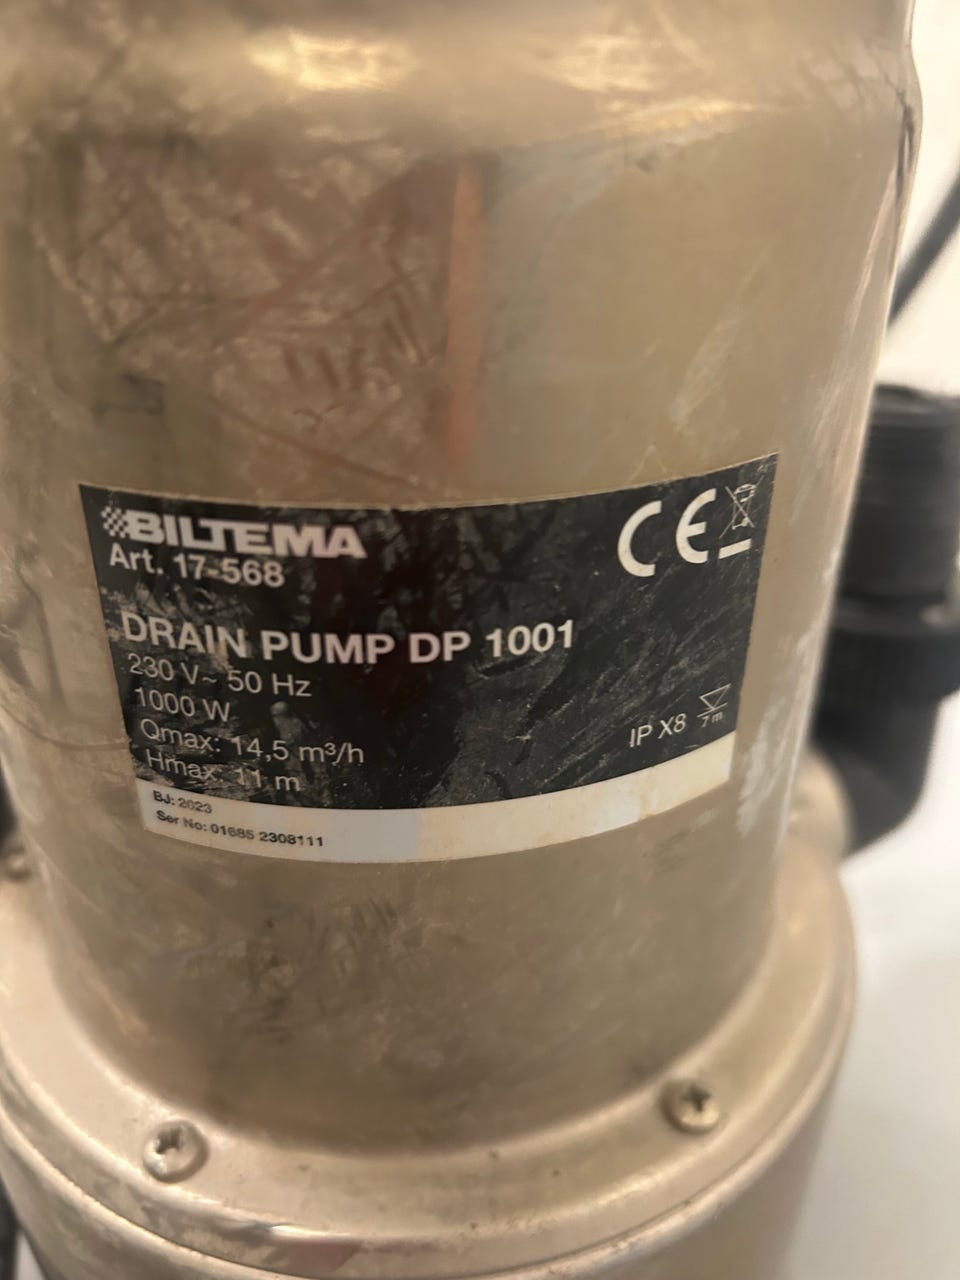 BILTEMA
Art. 17-568
DRAIN PUMP DP 1001
230 V~ 50 Hz
1000 W
Qmax: 14,5 m³/h
Hmax: 11 m
IP X8
7 m
BJ: 2023
Ser No: 01685 2308111
CE